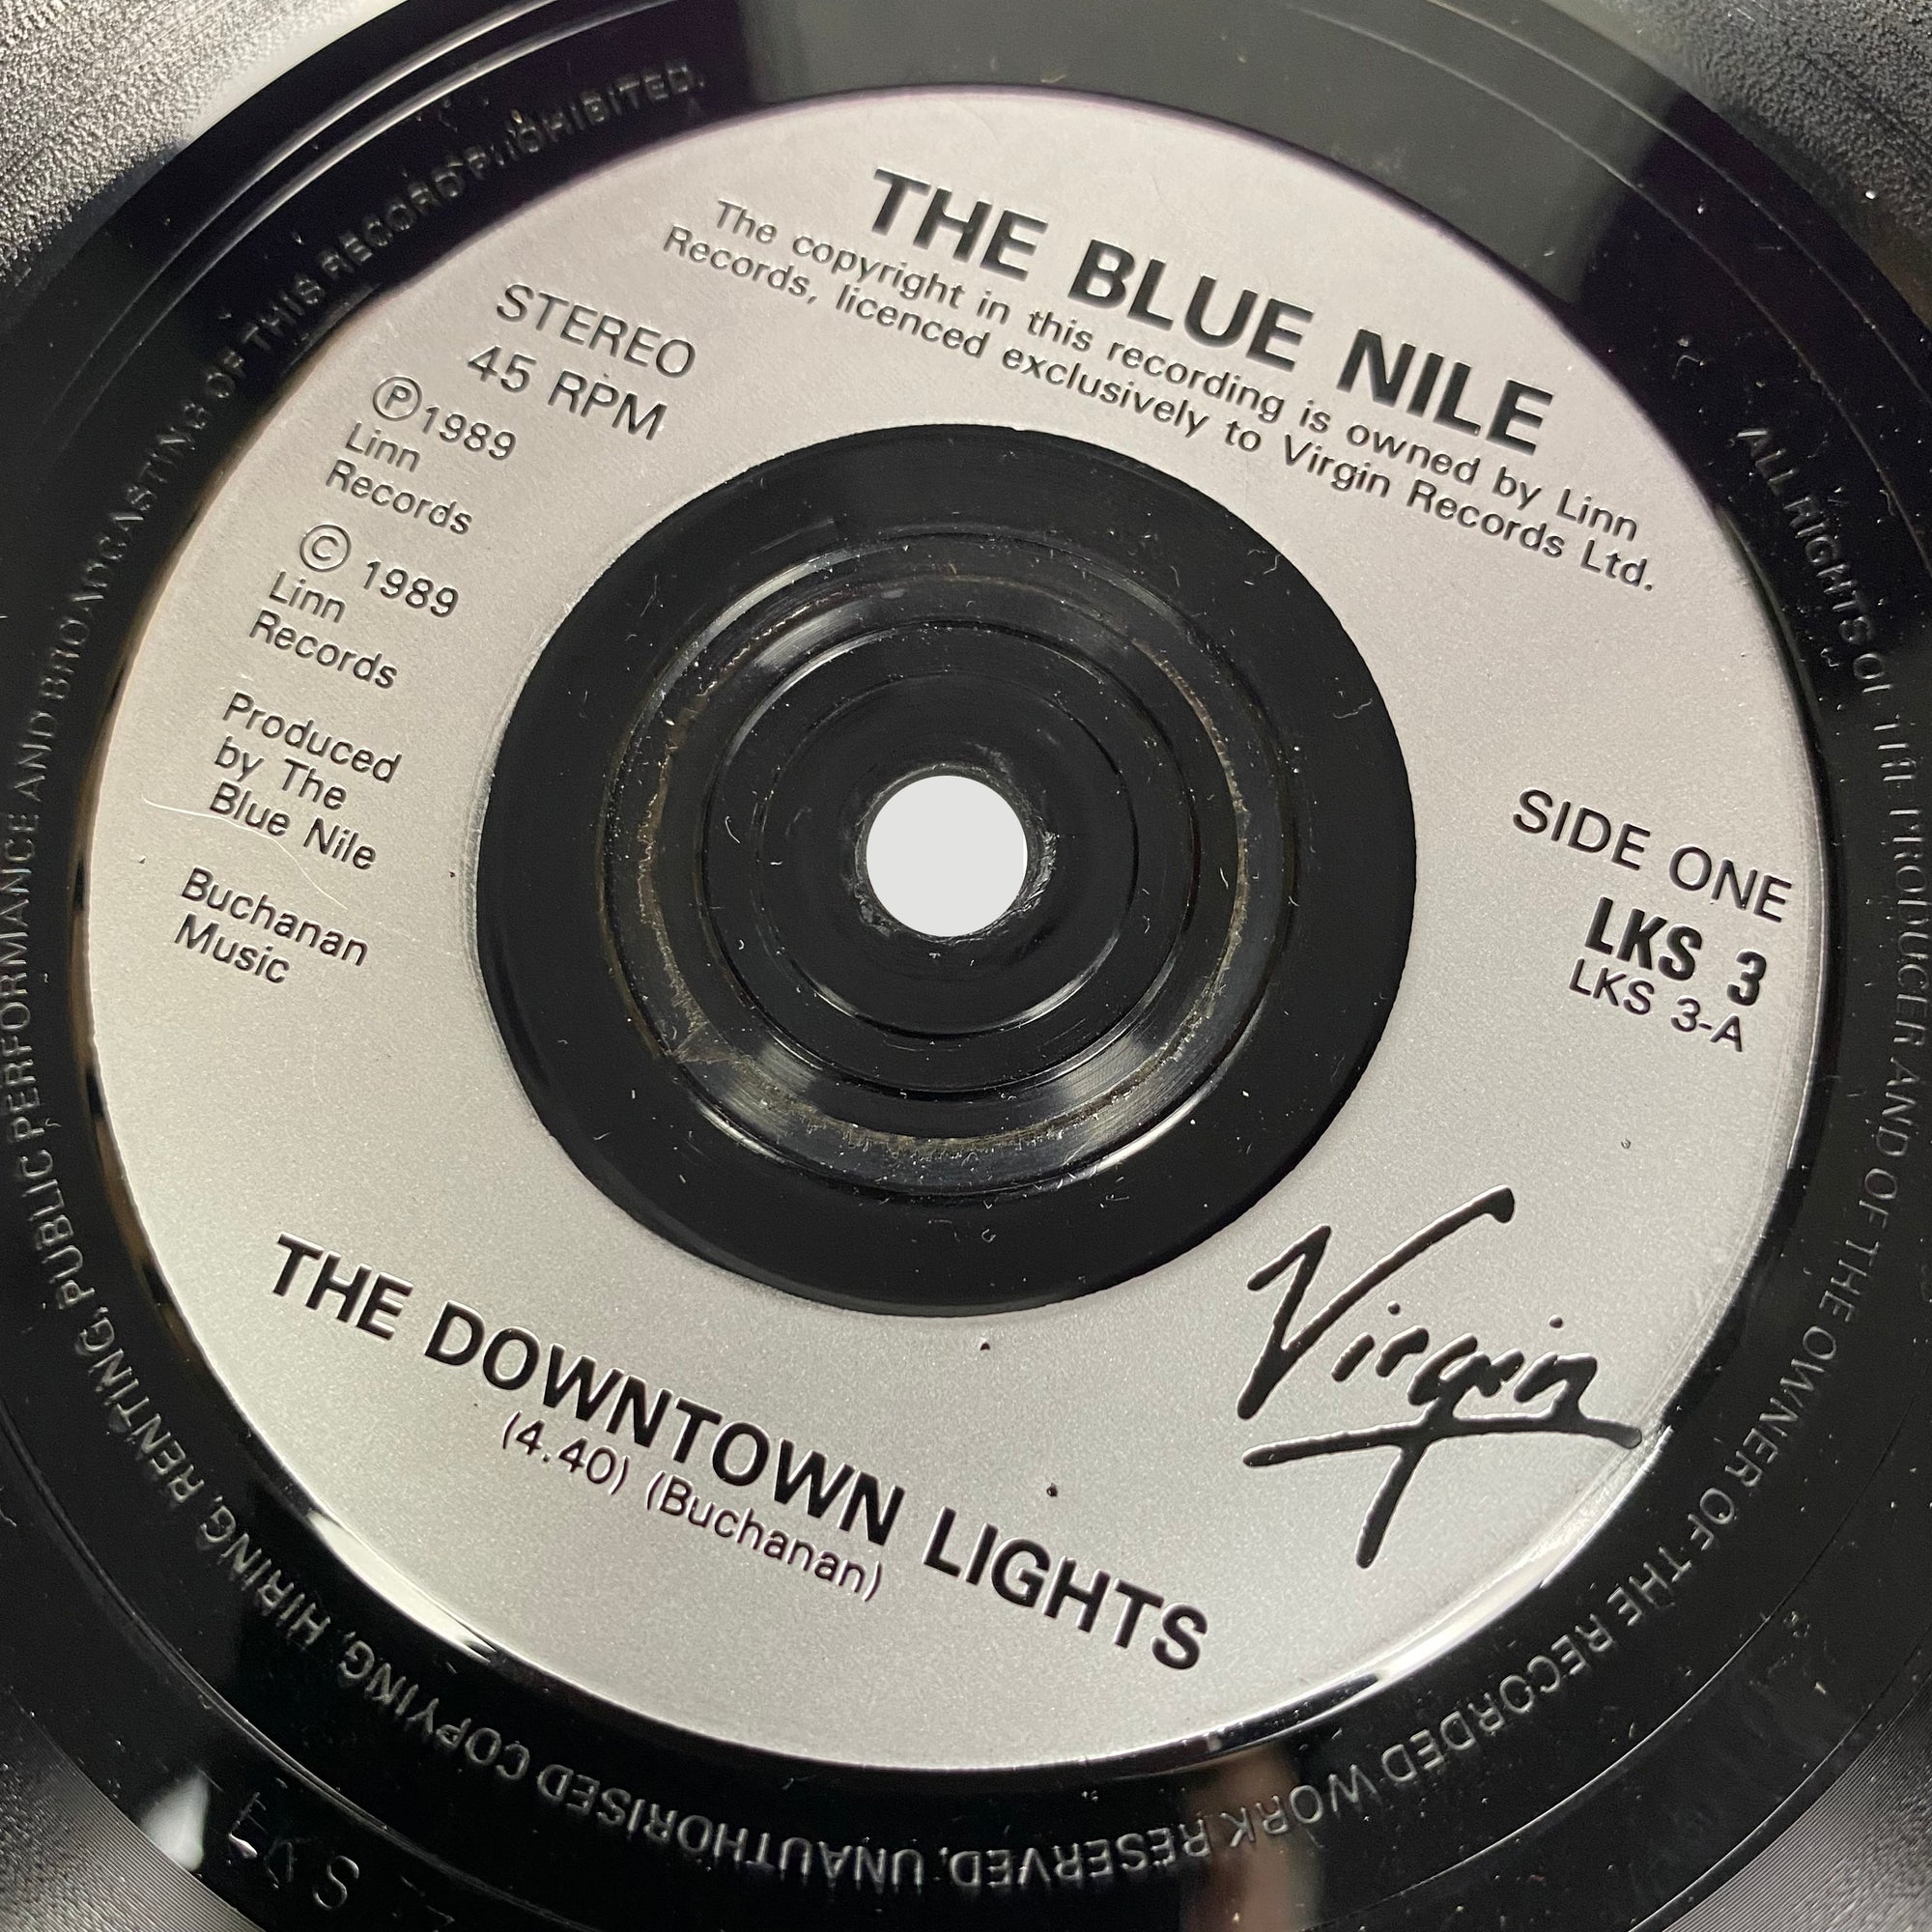 THE BLUE NILE
The copyright in this recording is owned by Linn
Records, licenced exclusively to Virgin Records Ltd.
STEREO
45 RPM
Ⓟ1989
Linn
Records
© 1989
Linn
Records
Produced
by The
Blue Nile
Buchanan
Music
SIDE ONE
LKS 3
LKS 3-A
Virgin
THE DOWNTOWN LIGHTS
(4.40) (Buchanan)
ALL RIGHTS OF THE PRODUCER AND OF THE OWNER OF THE RECORDED WORK RESERVED. UNAUTHORISED COPYING, HIRING, RENTING, PUBLIC PERFORMANCE AND BROADCASTING OF THIS RECORD PROHIBITED.